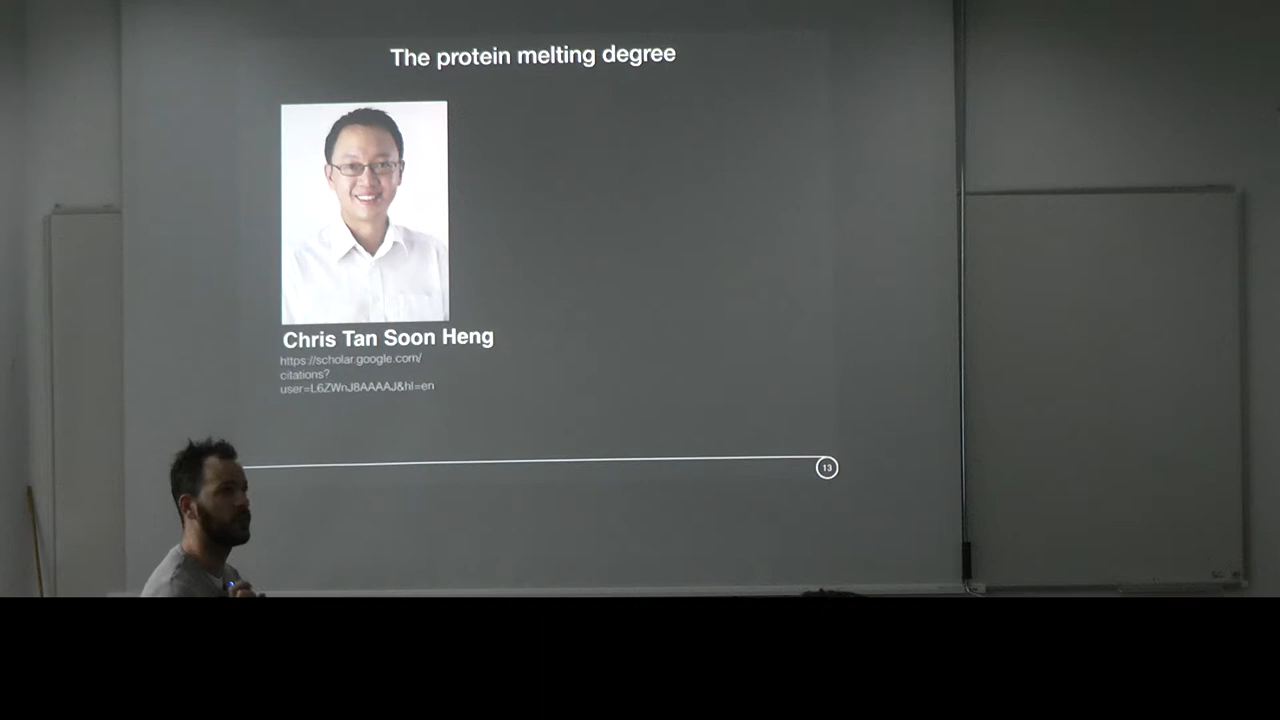 The protein melting degree
Chris Tan Soon Heng
https://scholar.google.com/
citations?
user=L6ZWnJ8AAAAJ&hl=en
13